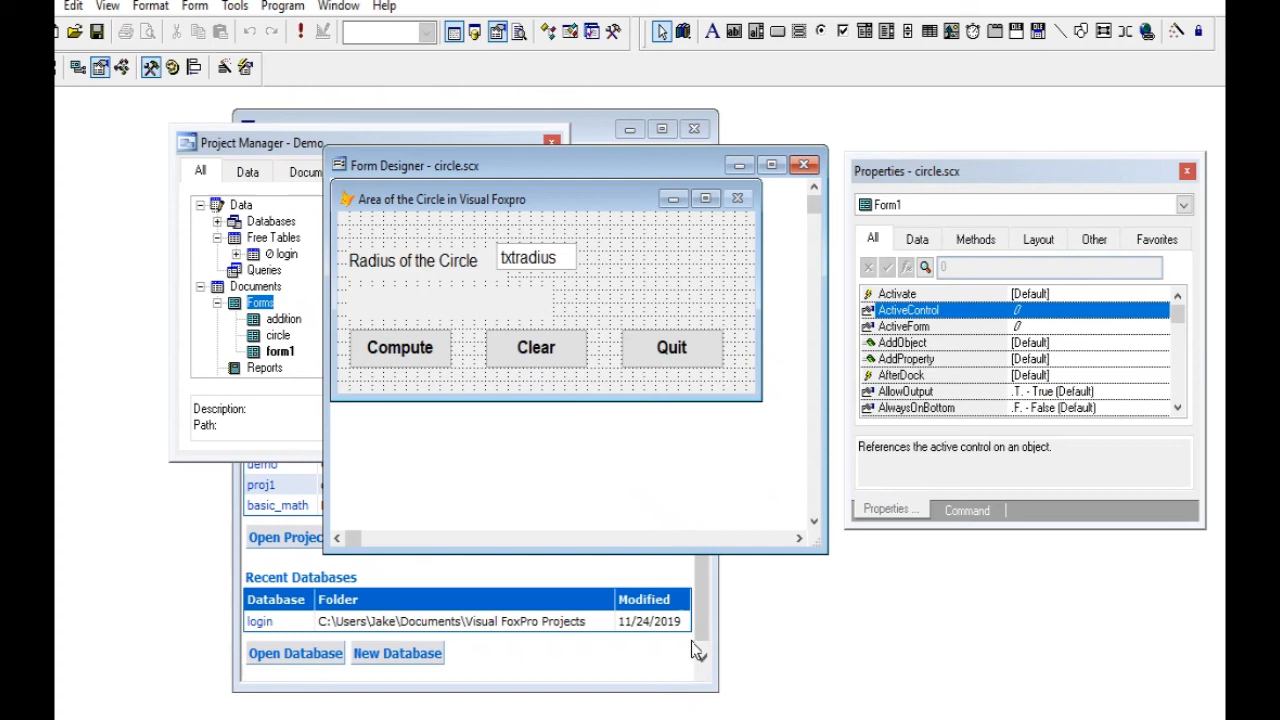 Edit View Format Form Tools Program Window Help
Project Manager - Demo
All Data
Data
Databases
Free Tables
login
Queries
Documents
Forms
addition
circle
form1
Reports
Description:
Path:
Form Designer - circle.scx
Area of the Circle in Visual Foxpro
Radius of the Circle txtradius
Compute Clear Quit
Properties - circle.scx
Form1
All Data Methods Layout Other Favorites
0
Activate [Default]
ActiveControl 0
ActiveForm 0
AddObject [Default]
AddProperty [Default]
AfterDock [Default]
AllowOutput .T. - True (Default)
AlwaysOnBottom .F. - False (Default)
References the active control on an object.
Properties ... Command
demo
proj1
basic_math
Recent Databases
Database Folder Modified
login C:\Users\Jake\Documents\Visual FoxPro Projects 11/24/2019
Open Database New Database